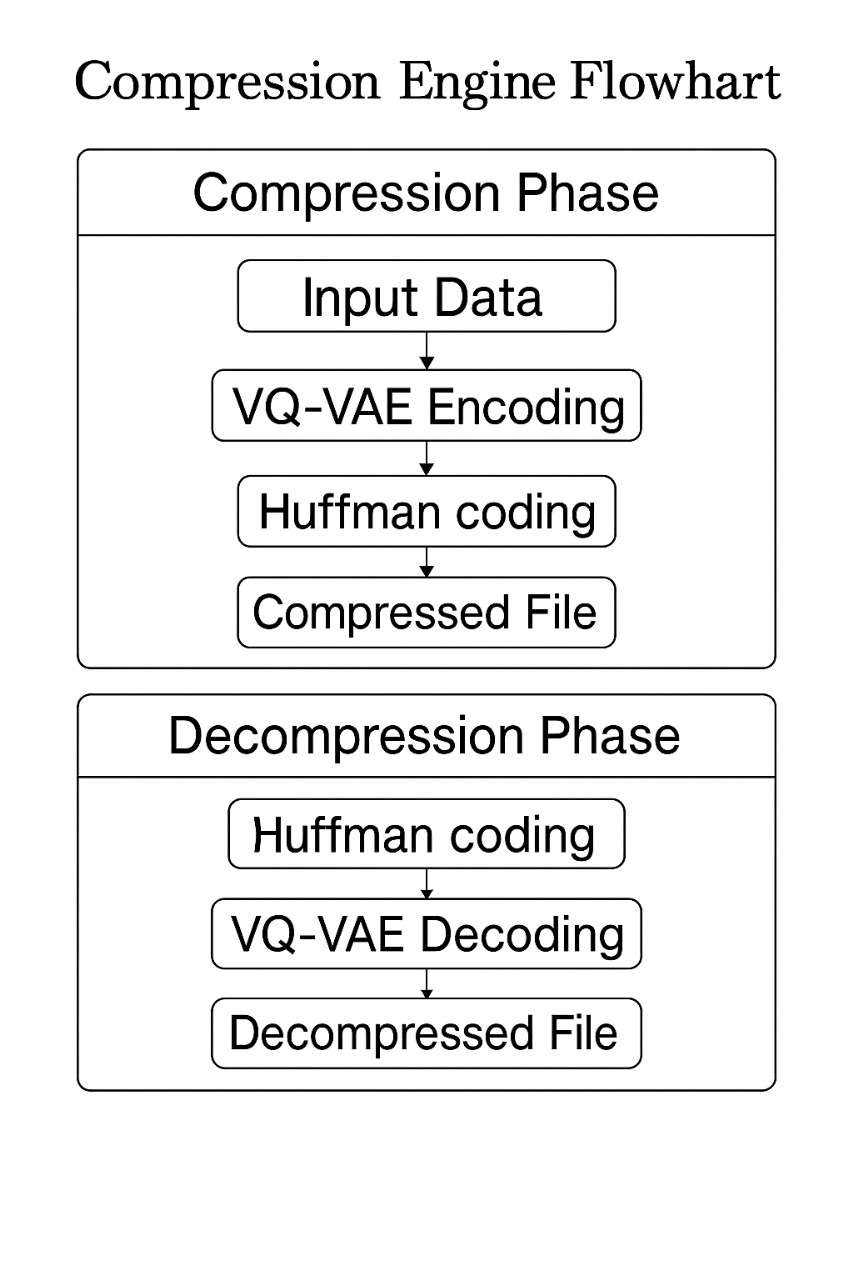 Compression Engine Flowhart
Compression Phase
Input Data
VQ-VAE Encoding
Huffman coding
Compressed File
Decompression Phase
Huffman coding
VQ-VAE Decoding
Decompressed File